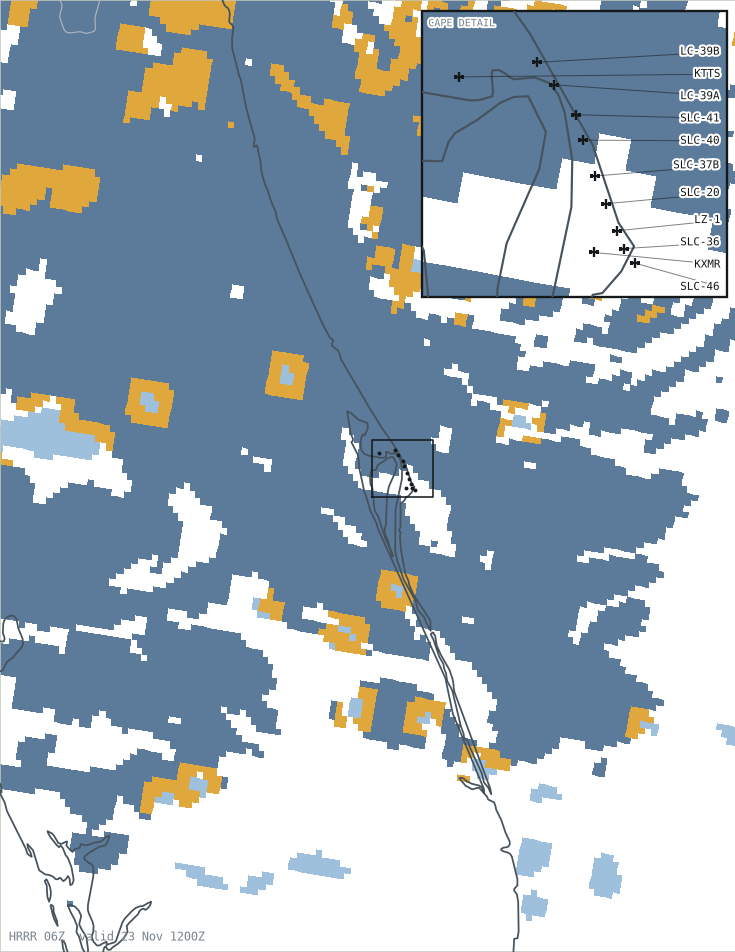 CAPE DETAIL
LC-39B
KTTS
LC-39A
SLC-41
SLC-40
SLC-37B
SLC-20
LZ-1
SLC-36
KXMR
SLC-46
HRRR 06Z valid 23 Nov 1200Z